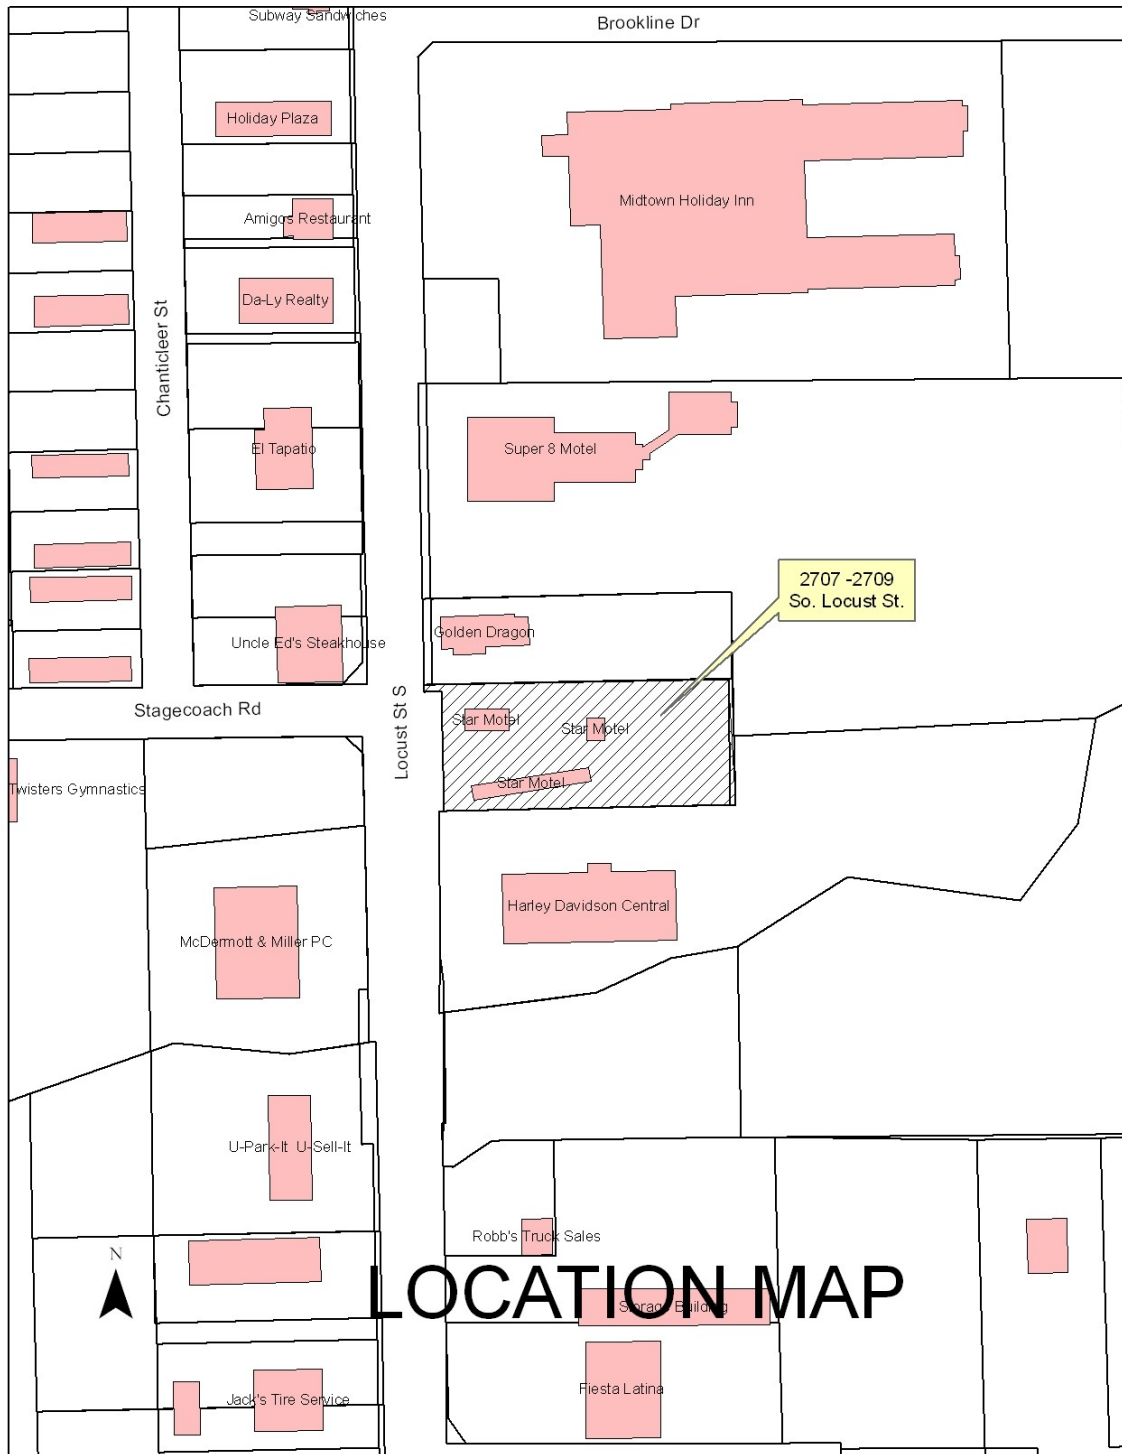 Subway Sandwiches
Brookline Dr
Holiday Plaza
Midtown Holiday Inn
Amigos Restaurant
Da-Ly Realty
Chanticleer St
El Tapatio
Super 8 Motel
2707 -2709
So. Locust St.
Golden Dragon
Uncle Ed's Steakhouse
Stagecoach Rd
Locust St S
Star Motel
Star Motel
Star Motel
Twisters Gymnastics
Harley Davidson Central
McDermott & Miller PC
U-Park-It U-Sell-It
Robb's Truck Sales
N
LOCATION MAP
Storage Building
Fiesta Latina
Jack's Tire Service